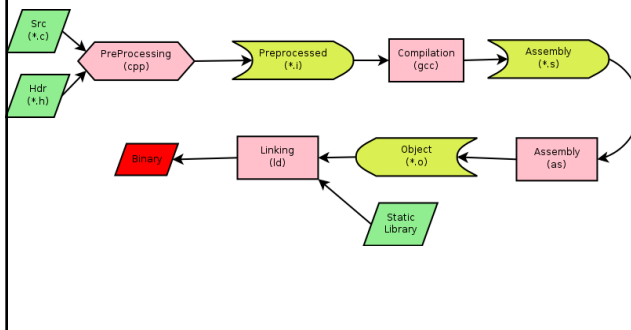 Src
(*.c)
PreProcessing
(cpp)
Preprocessed
(*.i)
Compilation
(gcc)
Assembly
(*.s)
Hdr
(*.h)
Binary
Linking
(ld)
Object
(*.o)
Assembly
(as)
Static
Library